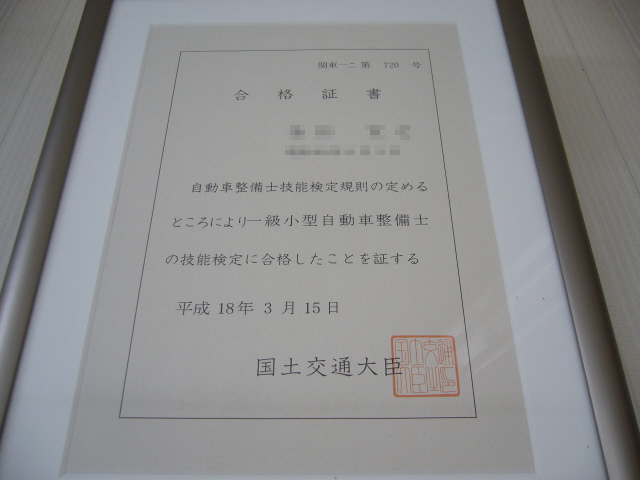 関東一こ第 720 号
合格証書
自動車整備士技能検定規則の定める
ところにより一級小型自動車整備士
の技能検定に合格したことを証する
平成18年3月15日
国土交通大臣